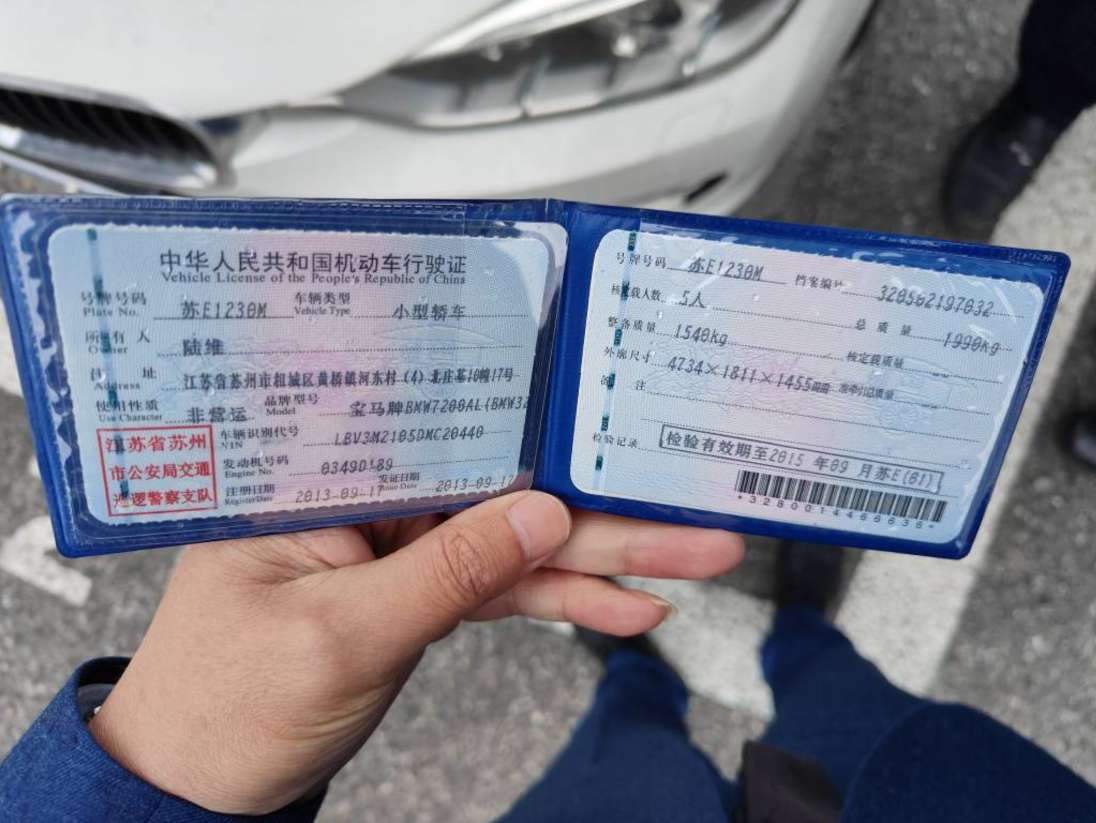 中华人民共和国机动车行驶证
Vehicle License of the People's Republic of China
号牌号码 苏E1230M 车辆类型 小型轿车
Plate No. Vehicle Type
所有人 陆维
Owner
住 址 江苏省苏州市相城区黄桥镇河东村(4)北庄基10幢17号
Address
使用性质 非营运 品牌型号 宝马牌BMW7200AL(BMW32
Use Character Model
江苏省苏州
市公安局交通
巡逻警察支队
车辆识别代号 LBV3M2105DMC20440
VIN
发动机号码 0349D189
Engine No.
注册日期 2013-09-17 发证日期 2013-09-17
Register Date Issue Date
号牌号码 苏E1230M 档案编号 320502197032
核定载人数 5人 总质量 1990kg
整备质量 1540kg 核定载质量
外廓尺寸 4734×1811×1455mm 准牵引总质量
备 注
检验记录 检验有效期至2015年09月苏E(01)
*3280014466636*